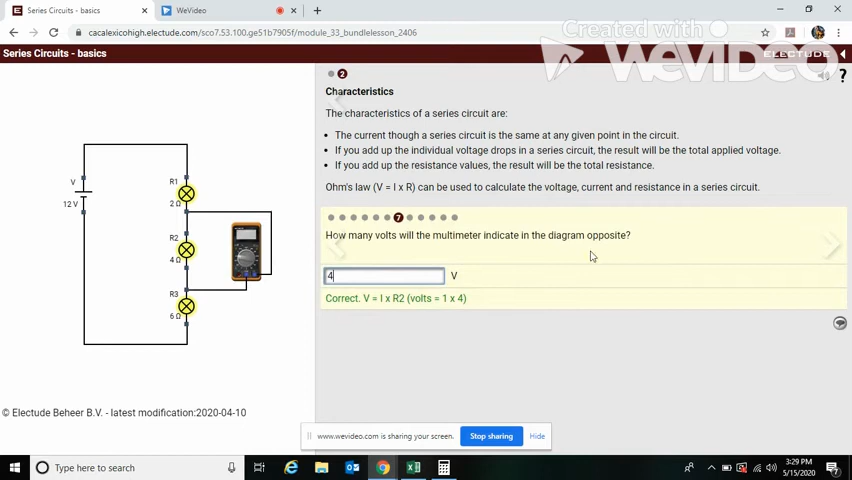 Series Circuits - basics
WeVideo
cacalexicohigh.electude.com/sco7.53.100.ge51b7905f/module_33_bundlelesson_2406
Series Circuits - basics
Created with
WEVIDEO
ELECTUDE
?
2
Characteristics
The characteristics of a series circuit are:
• The current though a series circuit is the same at any given point in the circuit.
• If you add up the individual voltage drops in a series circuit, the result will be the total applied voltage.
• If you add up the resistance values, the result will be the total resistance.
Ohm's law (V = I x R) can be used to calculate the voltage, current and resistance in a series circuit.
V
12 V
R1
2 Ω
R2
4 Ω
R3
6 Ω
7
How many volts will the multimeter indicate in the diagram opposite?
4
V
Correct. V = I x R2 (volts = 1 x 4)
© Electude Beheer B.V. - latest modification:2020-04-10
www.wevideo.com is sharing your screen.
Stop sharing
Hide
Type here to search
3:29 PM
5/15/2020